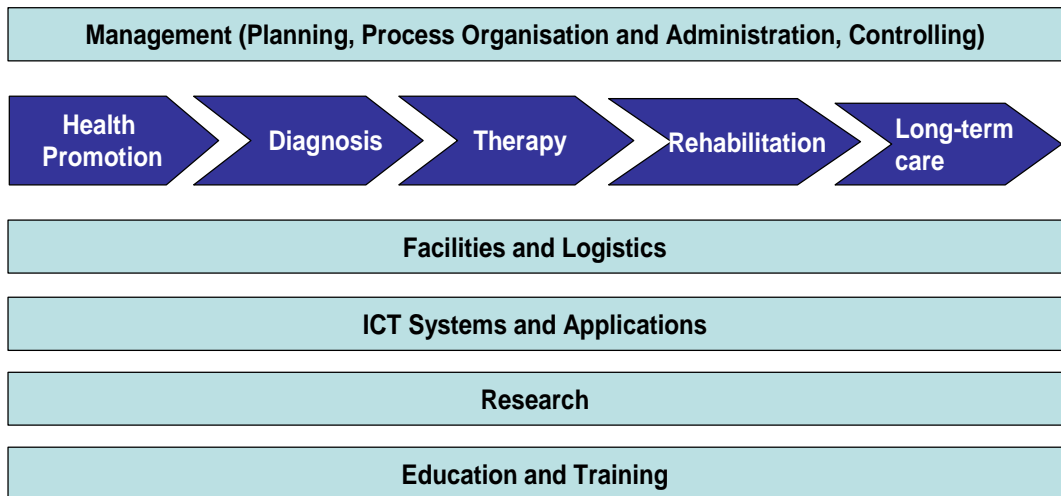 Management (Planning, Process Organisation and Administration, Controlling)
Health
Promotion
Diagnosis
Therapy
Rehabilitation
Long-term
care
Facilities and Logistics
ICT Systems and Applications
Research
Education and Training